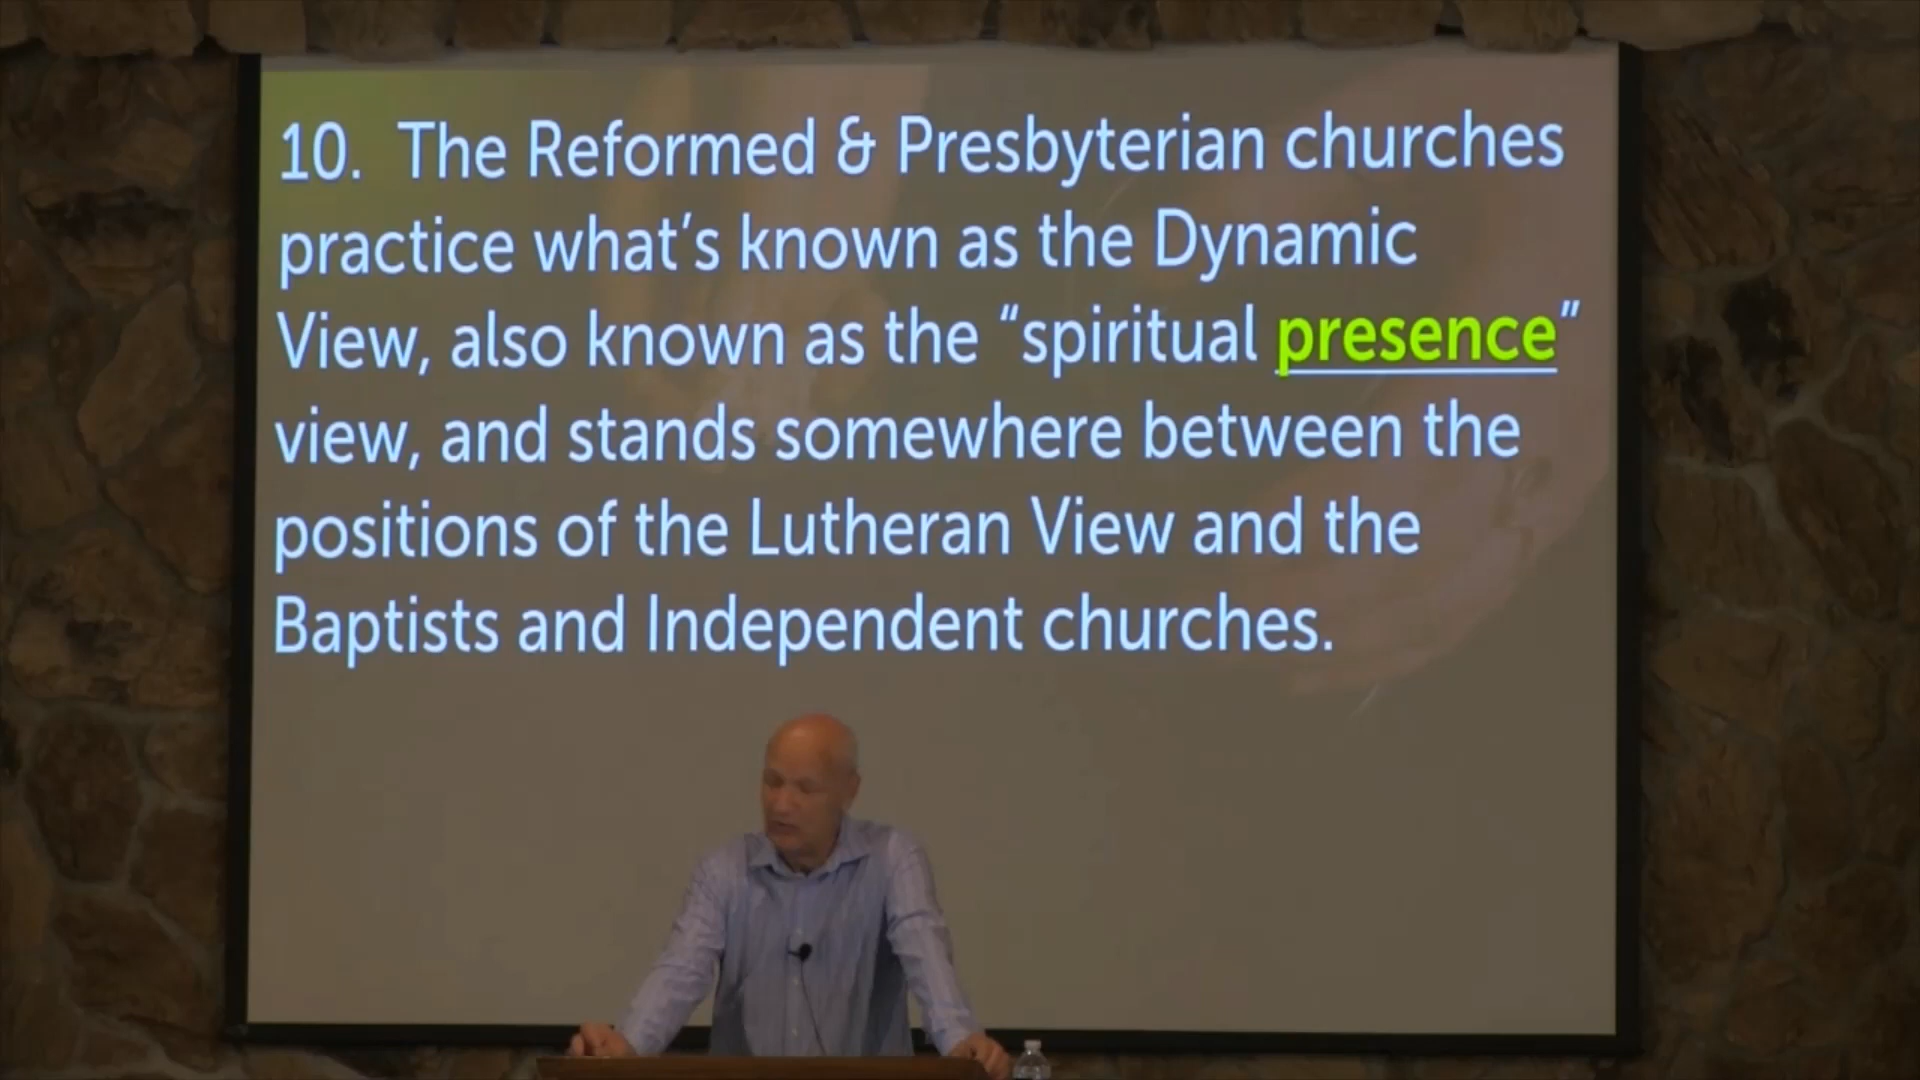 10. The Reformed & Presbyterian churches
practice what’s known as the Dynamic
View, also known as the “spiritual presence”
view, and stands somewhere between the
positions of the Lutheran View and the
Baptists and Independent churches.